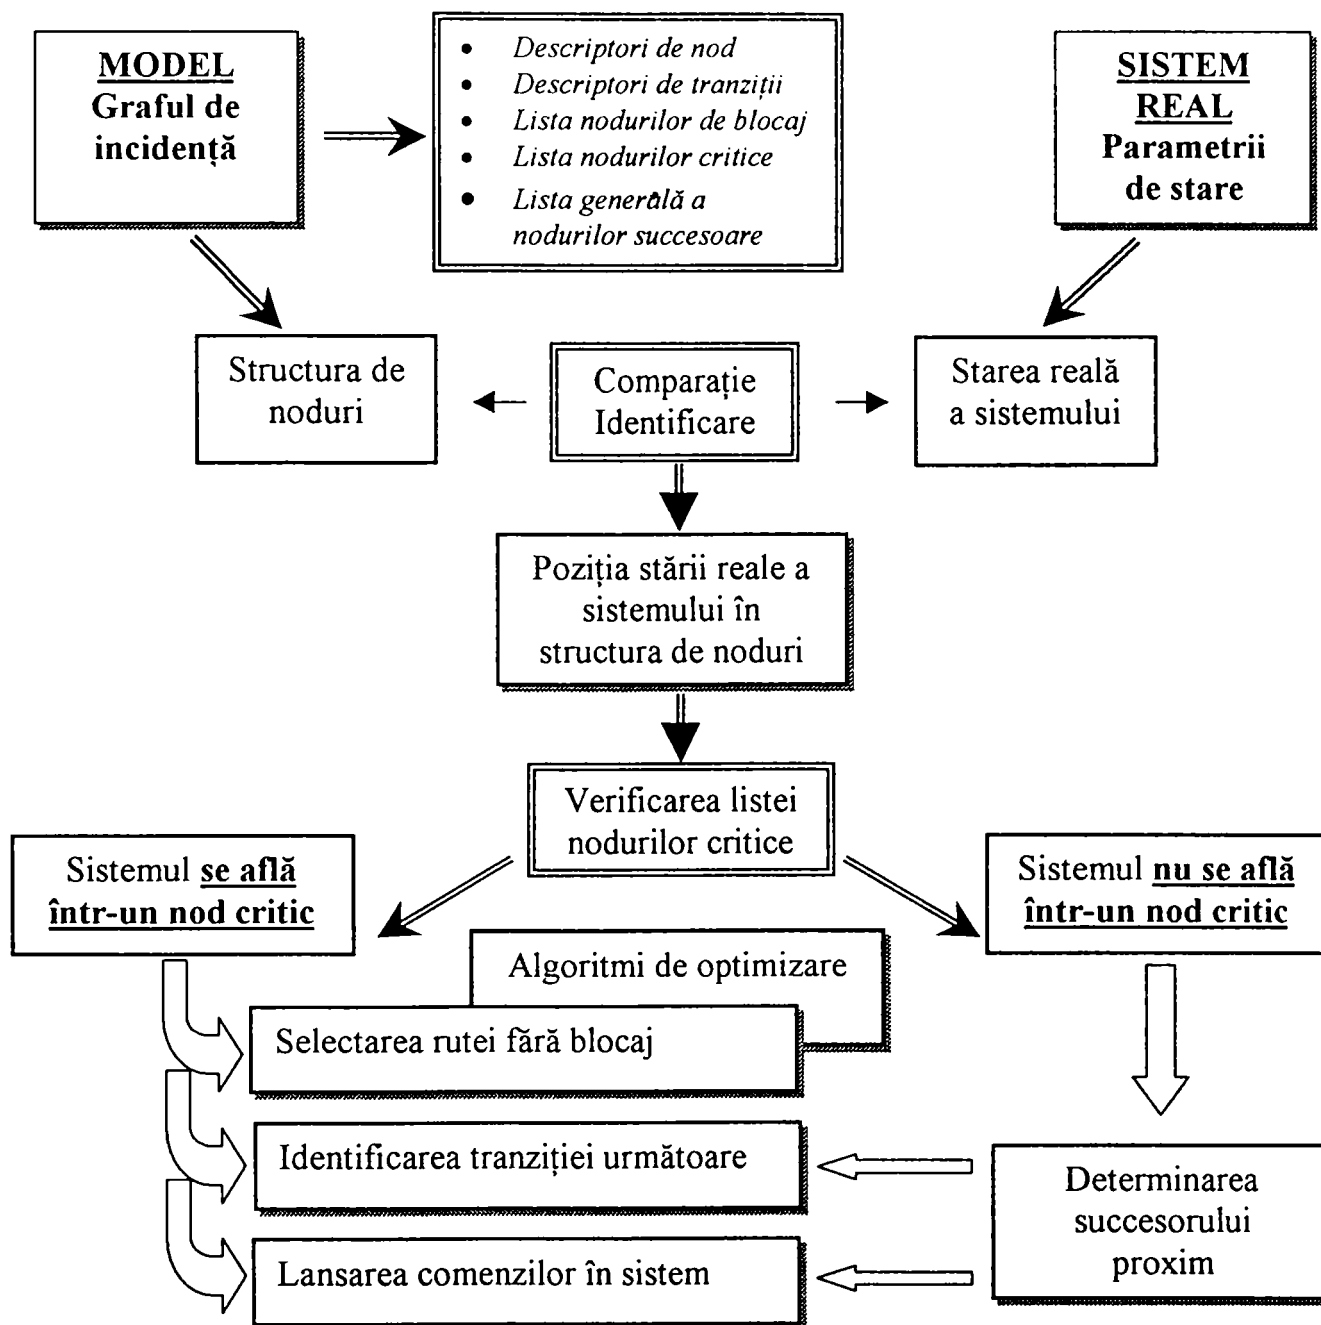 MODEL
Graful de
incidență
• Descriptori de nod
• Descriptori de tranziții
• Lista nodurilor de blocaj
• Lista nodurilor critice
• Lista generală a
nodurilor succesoare
SISTEM
REAL
Parametrii
de stare
Structura de
noduri
Comparație
Identificare
Starea reală
a sistemului
Poziția stării reale a
sistemului în
structura de noduri
Verificarea listei
nodurilor critice
Sistemul se află
într-un nod critic
Sistemul nu se află
într-un nod critic
Algoritmi de optimizare
Selectarea rutei fără blocaj
Identificarea tranziției următoare
Determinarea
succesorului
proxim
Lansarea comenzilor în sistem